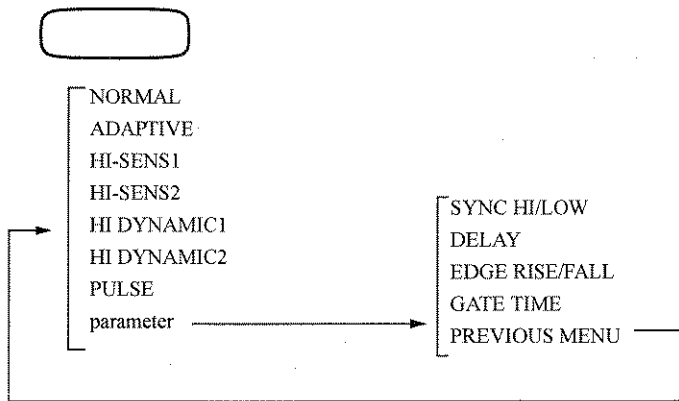 NORMAL
ADAPTIVE
HI-SENS1
HI-SENS2
HI DYNAMIC1
HI DYNAMIC2
PULSE
parameter
SYNC HI/LOW
DELAY
EDGE RISE/FALL
GATE TIME
PREVIOUS MENU